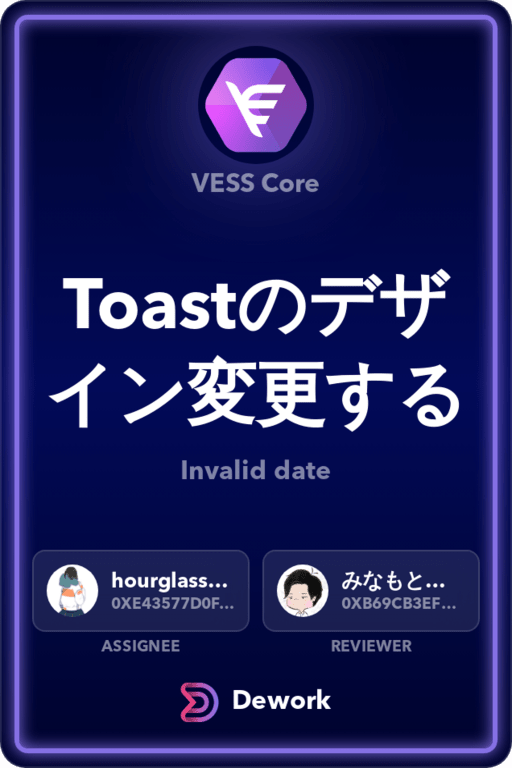 VESS Core
Toastのデザ
イン変更する
Invalid date
hourglass...
0XE43577D0F...
ASSIGNEE
みなもと...
0XB69CB3EF...
REVIEWER
Dework